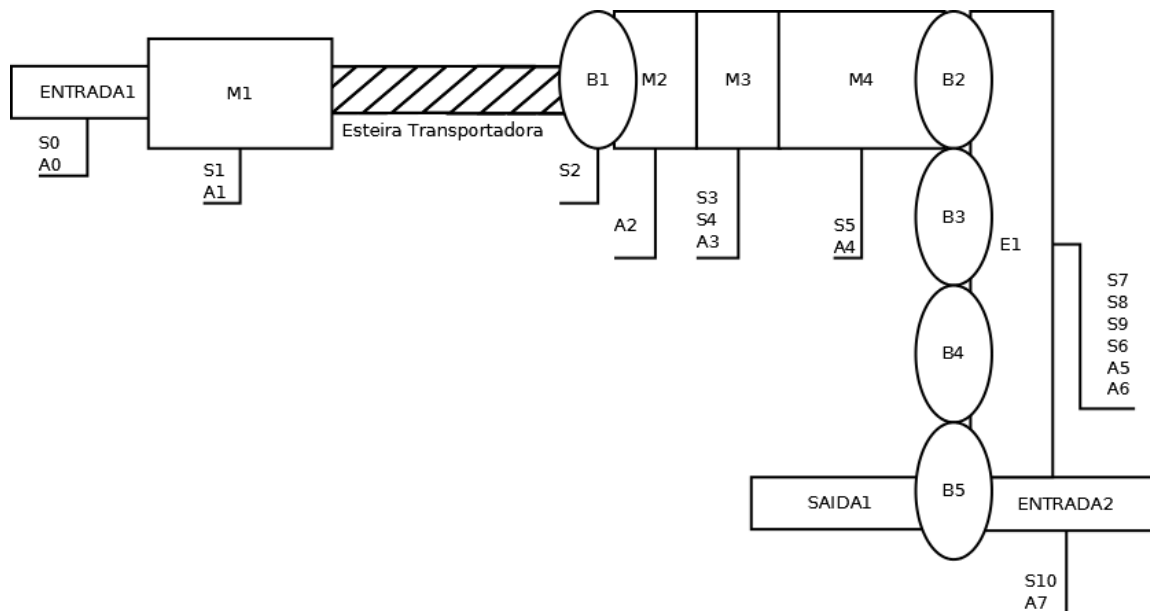 ENTRADA1
M1
Esteira Transportadora
B1
M2
M3
M4
B2
S0
A0
S1
A1
S2
A2
S3
S4
A3
S5
A4
B3
E1
S7
S8
S9
S6
A5
A6
B4
B5
SAIDA1
ENTRADA2
S10
A7